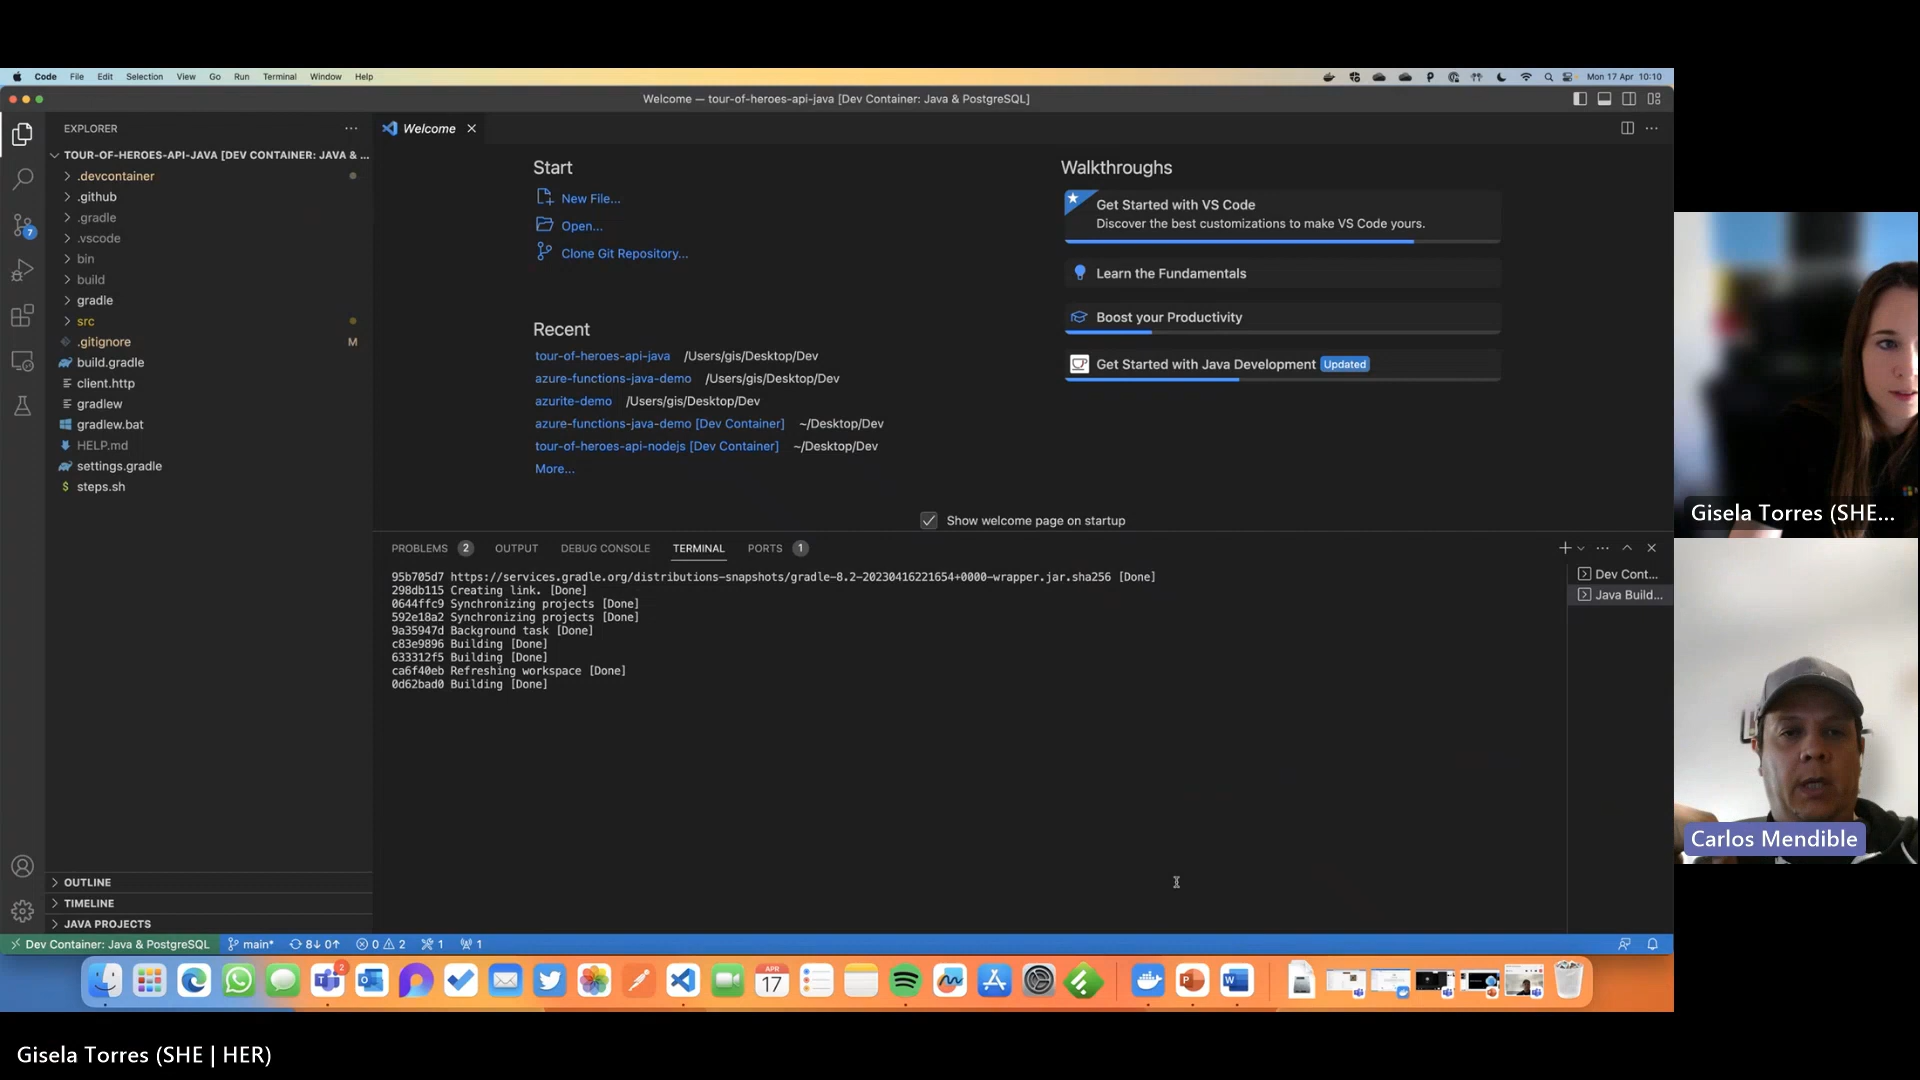 Code File Edit Selection View Go Run Terminal Window Help
Mon 17 Apr 10:10
Welcome — tour-of-heroes-api-java [Dev Container: Java & PostgreSQL]
EXPLORER
TOUR-OF-HEROES-API-JAVA [DEV CONTAINER: JAVA & ...
.devcontainer
.github
.gradle
.vscode
bin
build
gradle
src
.gitignore M
build.gradle
client.http
gradlew
gradlew.bat
HELP.md
settings.gradle
$ steps.sh
OUTLINE
TIMELINE
JAVA PROJECTS
7
Welcome
Start
New File...
Open...
Clone Git Repository...
Recent
tour-of-heroes-api-java /Users/gis/Desktop/Dev
azure-functions-java-demo /Users/gis/Desktop/Dev
azurite-demo /Users/gis/Desktop/Dev
azure-functions-java-demo [Dev Container] ~/Desktop/Dev
tour-of-heroes-api-nodejs [Dev Container] ~/Desktop/Dev
More...
Walkthroughs
Get Started with VS Code
Discover the best customizations to make VS Code yours.
Learn the Fundamentals
Boost your Productivity
Get Started with Java Development Updated
Show welcome page on startup
PROBLEMS 2 OUTPUT DEBUG CONSOLE TERMINAL PORTS 1
95b705d7 https://services.gradle.org/distributions-snapshots/gradle-8.2-20230416221654+0000-wrapper.jar.sha256 [Done]
298db115 Creating link. [Done]
0644ffc9 Synchronizing projects [Done]
592e18a2 Synchronizing projects [Done]
9a35947d Background task [Done]
c83e9896 Building [Done]
633312f5 Building [Done]
ca6f40eb Refreshing workspace [Done]
0d62bad0 Building [Done]
Dev Cont...
Java Build...
Dev Container: Java & PostgreSQL main* 8↓ 0↑ 0 2 1 1
2
APR
17
Gisela Torres (SHE...
Carlos Mendible
Gisela Torres (SHE | HER)